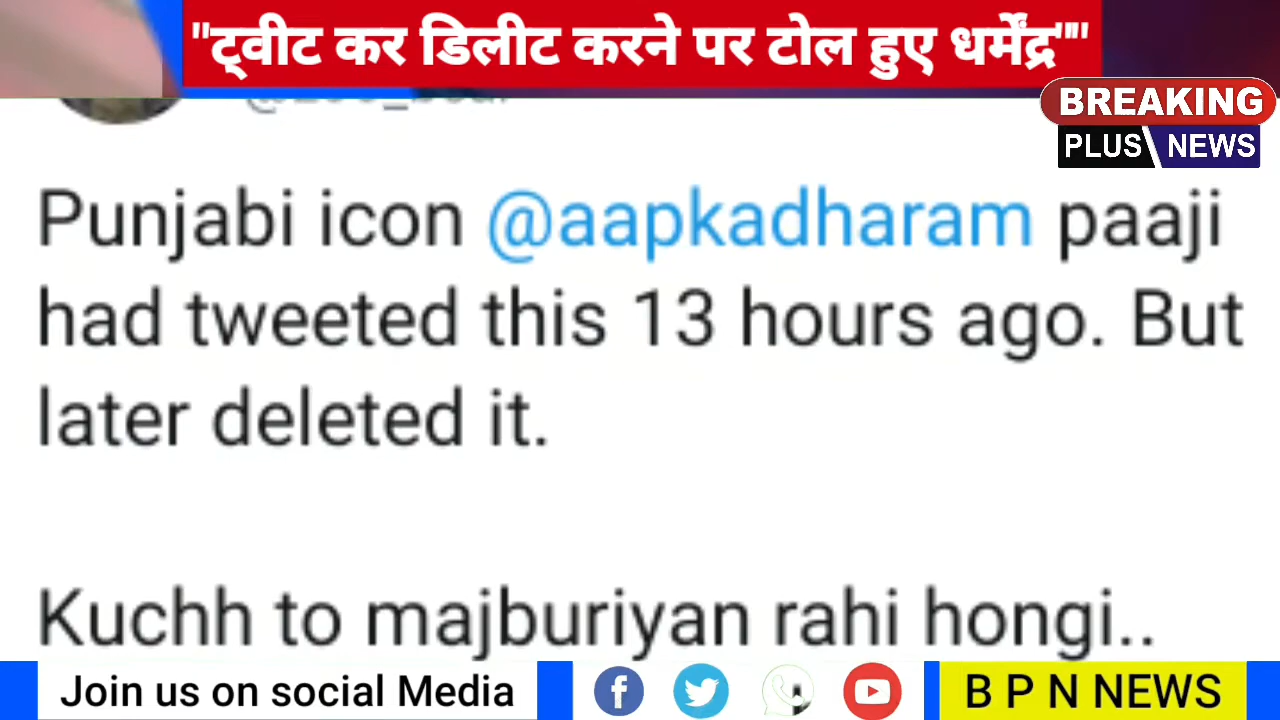 "ट्वीट कर डिलीट करने पर टोल हुए धर्मेंद्र""
BREAKING
PLUS NEWS
Punjabi icon @aapkadharam paaji
had tweeted this 13 hours ago. But
later deleted it.
Kuchh to majburiyan rahi hongi..
Join us on social Media
B P N NEWS